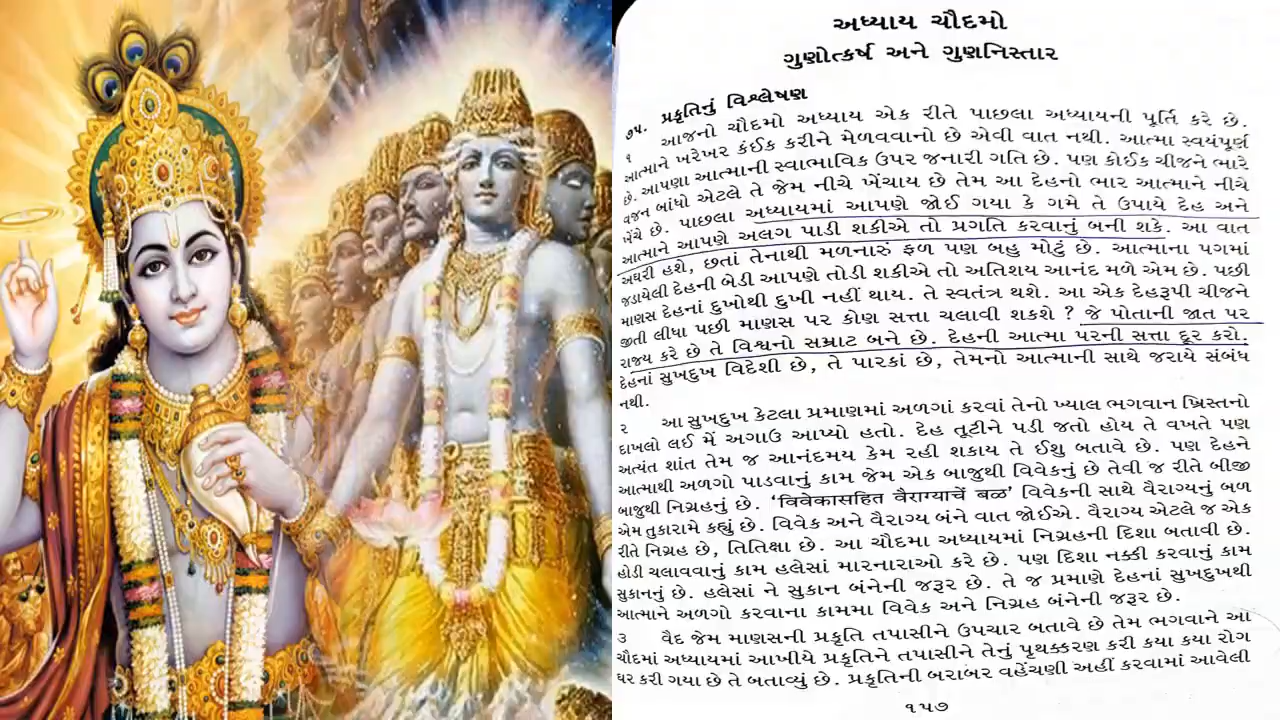 અધ્યાય ચૌદમો
ગુણોત્કર્ષ અને ગુણનિસ્તાર
૭૫. પ્રકૃતિનું વિશ્લેષણ
૧ આજનો ચૌદમો અધ્યાય એક રીતે પાછલા અધ્યાયની પૂર્તિ કરે છે.
આત્માને ખરેખર કંઈક કરીને મેળવવાનો છે એવી વાત નથી. આત્મા સ્વયંપૂર્ણ
છે. આપણા આત્માની સ્વાભાવિક ઉપર જનારી ગતિ છે. પણ કોઈક ચીજને ભારે
વજન બાંધો એટલે તે જેમ નીચે ખેંચાય છે તેમ આ દેહનો ભાર આત્માને નીચે
ખેંચે છે. પાછલા અધ્યાયમાં આપણે જોઈ ગયા કે ગમે તે ઉપાયે દેહ અને
આત્માને આપણે અલગ પાડી શકીએ તો પ્રગતિ કરવાનું બની શકે. આ વાત
અઘરી હશે, છતાં તેનાથી મળનારું ફળ પણ બહુ મોટું છે. આત્માના પગમાં
જડાયેલી દેહની બેડી આપણે તોડી શકીએ તો અતિશય આનંદ મળે એમ છે. પછી
માણસ દેહનાં દુખોથી દુખી નહીં થાય. તે સ્વતંત્ર થશે. આ એક દેહરૂપી ચીજને
જીતી લીધા પછી માણસ પર કોણ સત્તા ચલાવી શકશે ? જે પોતાની જાત પર
રાજ્ય કરે છે તે વિશ્વનો સમ્રાટ બને છે. દેહની આત્મા પરની સત્તા દૂર કરો.
દેહનાં સુખદુખ વિદેશી છે, તે પારકાં છે, તેમનો આત્માની સાથે જરાયે સંબંધ
નથી.
૨ આ સુખદુખ કેટલા પ્રમાણમાં અળગાં કરવાં તેનો ખ્યાલ ભગવાન ખ્રિસ્તનો
દાખલો લઈ મેં અગાઉ આપ્યો હતો. દેહ તૂટીને પડી જતો હોય તે વખતે પણ
અત્યંત શાંત તેમ જ આનંદમય કેમ રહી શકાય તે ઈશુ બતાવે છે. પણ દેહને
આત્માથી અળગો પાડવાનું કામ જેમ એક બાજુથી વિવેકનું છે તેવી જ રીતે બીજી
બાજુથી નિગ્રહનું છે. ‘विवेकासहित वैराग्याचें बळ’ વિવેકની સાથે વૈરાગ્યનું બળ
એમ તુકારામે કહ્યું છે. વિવેક અને વૈરાગ્ય બંને વાત જોઈએ. વૈરાગ્ય એટલે જ એક
રીતે નિગ્રહ છે, તિતિક્ષા છે. આ ચૌદમા અધ્યાયમાં નિગ્રહની દિશા બતાવી છે.
હોડી ચલાવવાનું કામ હલેસાં મારનારાઓ કરે છે. પણ દિશા નક્કી કરવાનું કામ
સુકાનનું છે. હલેસાં ને સુકાન બંનેની જરૂર છે. તે જ પ્રમાણે દેહનાં સુખદુખથી
આત્માને અળગો કરવાના કામમા વિવેક અને નિગ્રહ બંનેની જરૂર છે.
૩ વૈદ જેમ માણસની પ્રકૃતિ તપાસીને ઉપચાર બતાવે છે તેમ ભગવાને આ
ચૌદમાં અધ્યાયમાં આખીયે પ્રકૃતિને તપાસીને તેનું પૃથક્કરણ કરી કયા કયા રોગ
ઘર કરી ગયા છે તે બતાવ્યું છે. પ્રકૃતિની બરાબર વહેંચણી અહીં કરવામાં આવેલી
૧૫૭